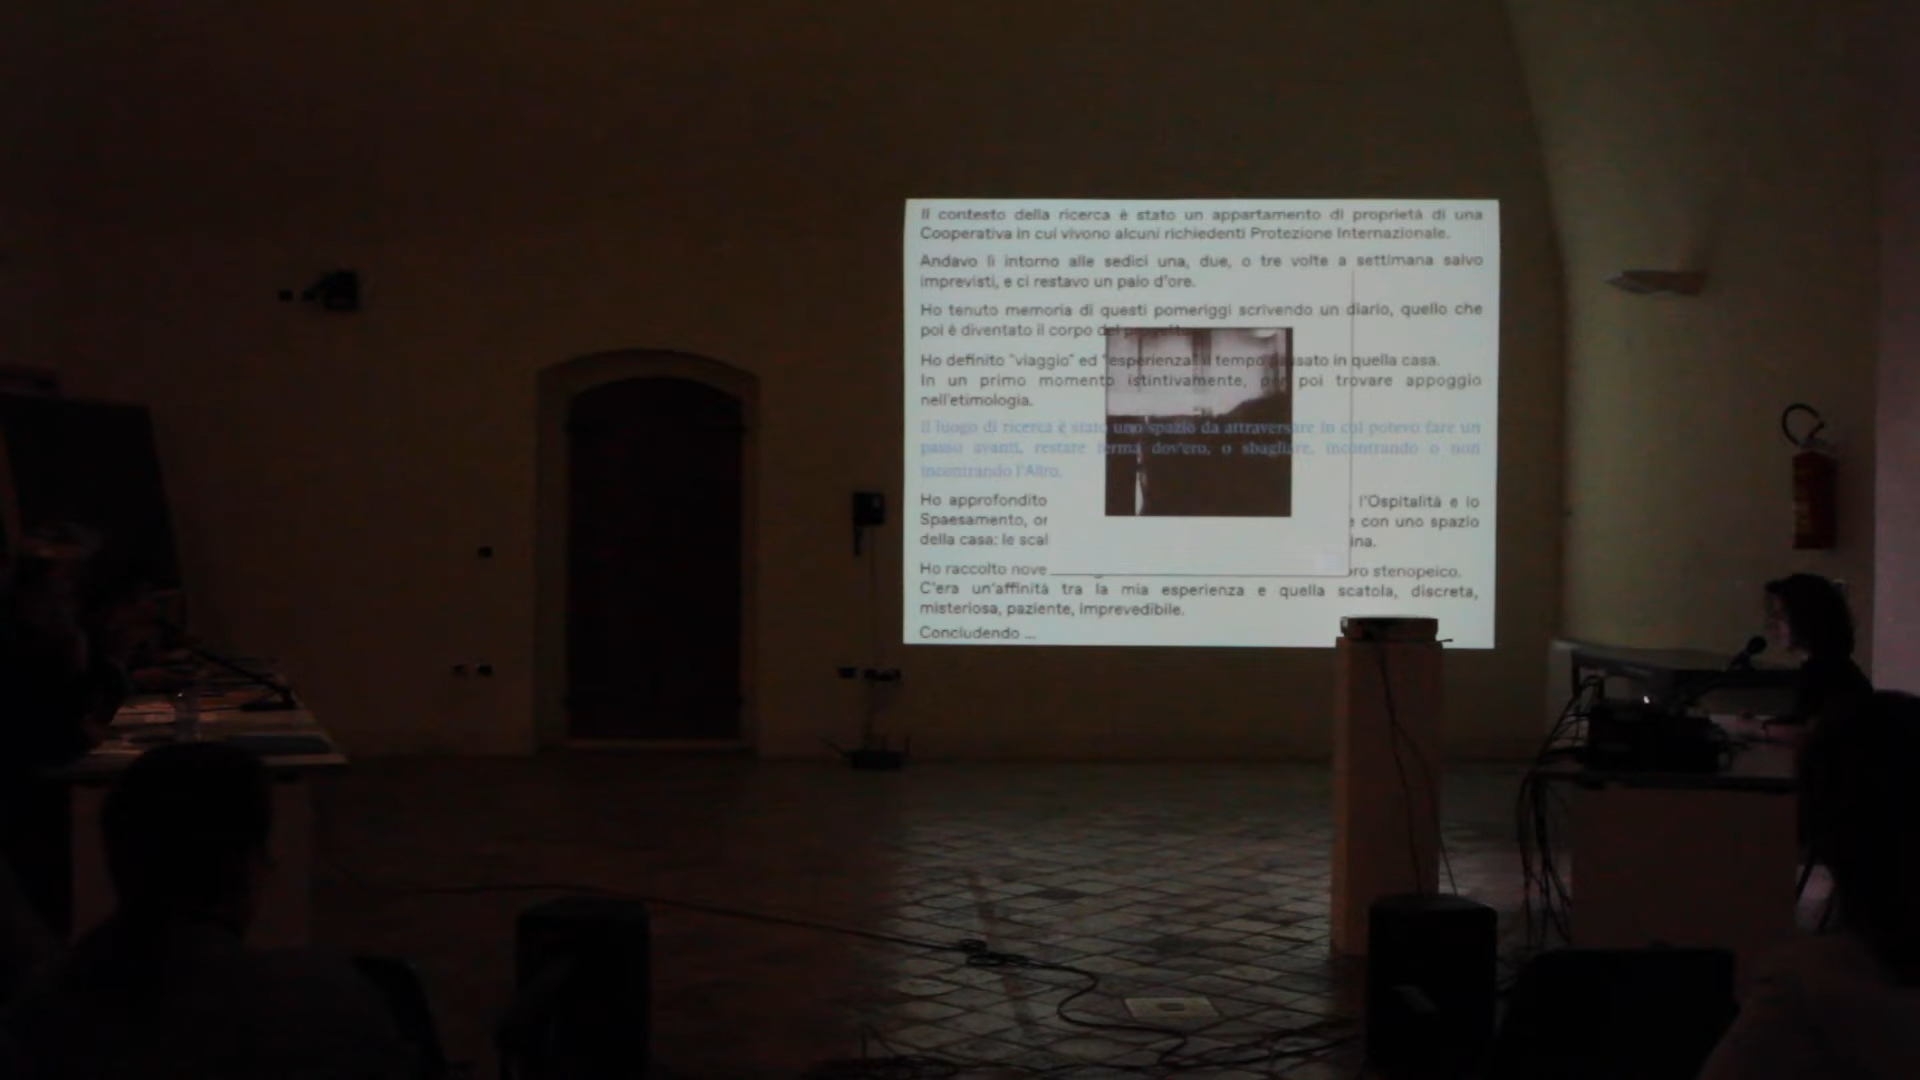 Il contesto della ricerca è stato un appartamento di proprietà di una
Cooperativa in cui vivono alcuni richiedenti Protezione Internazionale.
Andavo lì intorno alle sedici una, due, o tre volte a settimana salvo
imprevisti, e ci restavo un paio d'ore.
Ho tenuto memoria di questi pomeriggi scrivendo un diario, quello che
poi è diventato il corpo del
Ho definito "viaggio" ed "esperienza" il tempo passato in quella casa.
In un primo momento istintivamente, per poi trovare appoggio
nell'etimologia.
Il luogo di ricerca è stato uno spazio da attraversare in cui potevo fare un
passo avanti, restare ferma dov'ero, o sbagliare, incontrando o non
incontrando l'Altro.
Ho approfondito l'Ospitalità e lo
Spaesamento, con uno spazio
della casa: le
Ho raccolto nove stenopeico.
C'era un'affinità tra la mia esperienza e quella scatola, discreta,
misteriosa, paziente, imprevedibile.
Concludendo ...